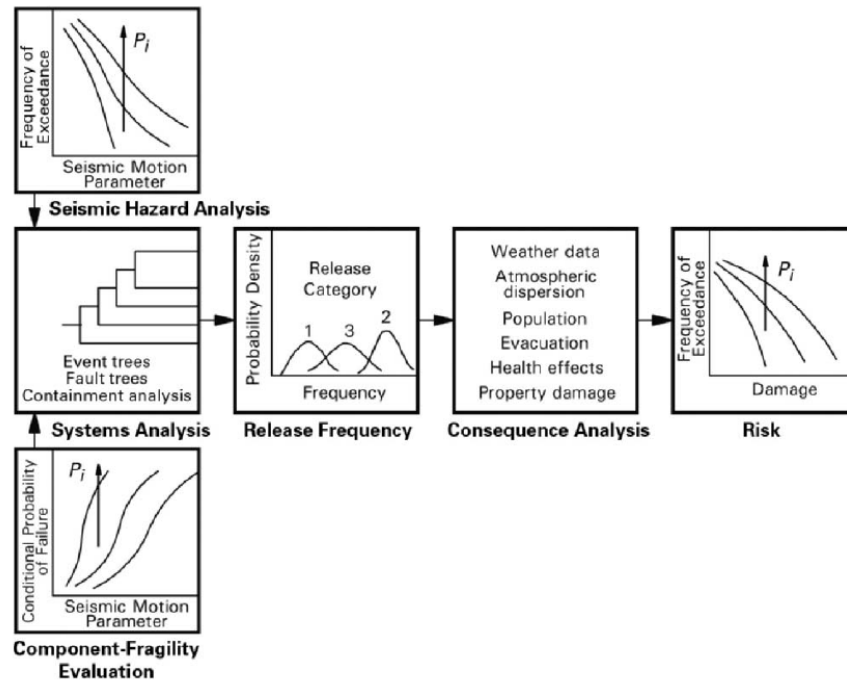 Frequency of
Exceedance
P_i
Seismic Motion
Parameter
Seismic Hazard Analysis
Event trees
Fault trees
Containment analysis
Systems Analysis
Probability Density
Release
Category
1 3 2
Frequency
Release Frequency
Weather data
Atmospheric
dispersion
Population
Evacuation
Health effects
Property damage
Consequence Analysis
Frequency of
Exceedance
P_i
Damage
Risk
Conditional Probability
of Failure
P_i
Seismic Motion
Parameter
Component-Fragility
Evaluation